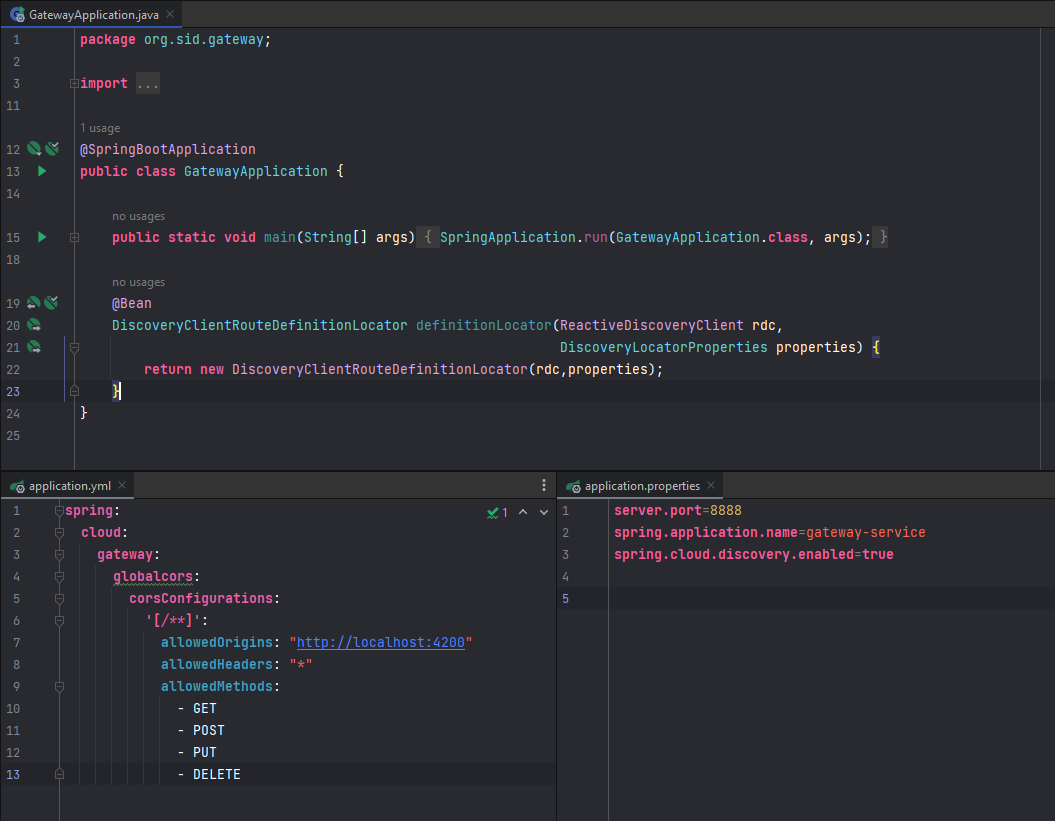 GatewayApplication.java
1 package org.sid.gateway;
2
3 import ...
11
1 usage
12 @SpringBootApplication
13 public class GatewayApplication {
14
no usages
15 public static void main(String[] args) { SpringApplication.run(GatewayApplication.class, args); }
18
no usages
19 @Bean
20 DiscoveryClientRouteDefinitionLocator definitionLocator(ReactiveDiscoveryClient rdc,
21 DiscoveryLocatorProperties properties) {
22 return new DiscoveryClientRouteDefinitionLocator(rdc,properties);
23 }
24 }
25
application.yml
1 spring:
1
2 cloud:
3 gateway:
4 globalcors:
5 corsConfigurations:
6 '[/**]':
7 allowedOrigins: "http://localhost:4200"
8 allowedHeaders: "*"
9 allowedMethods:
10 - GET
11 - POST
12 - PUT
13 - DELETE
application.properties
1 server.port=8888
2 spring.application.name=gateway-service
3 spring.cloud.discovery.enabled=true
4
5